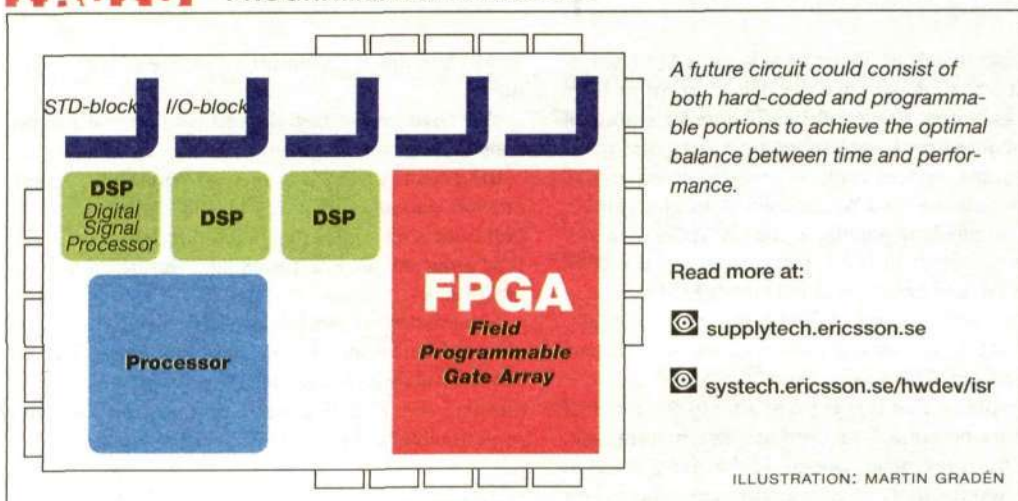 STD-block I/O-block
DSP
Digital
Signal
Processor
DSP
DSP
Processor
FPGA
Field
Programmable
Gate Array
A future circuit could consist of
both hard-coded and programma-
ble portions to achieve the optimal
balance between time and perfor-
mance.
Read more at:
supplytech.ericsson.se
systech.ericsson.se/hwdev/isr
ILLUSTRATION: MARTIN GRADÉN